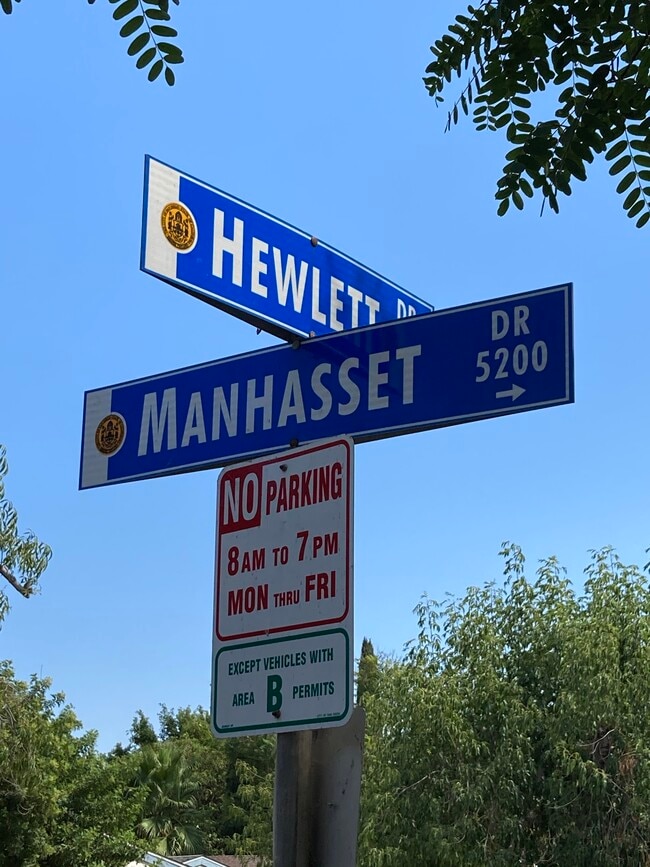 HEWLETT DR
MANHASSET DR
5200
→
NO PARKING
8AM TO 7PM
MON THRU FRI
EXCEPT VEHICLES WITH
AREA B PERMITS